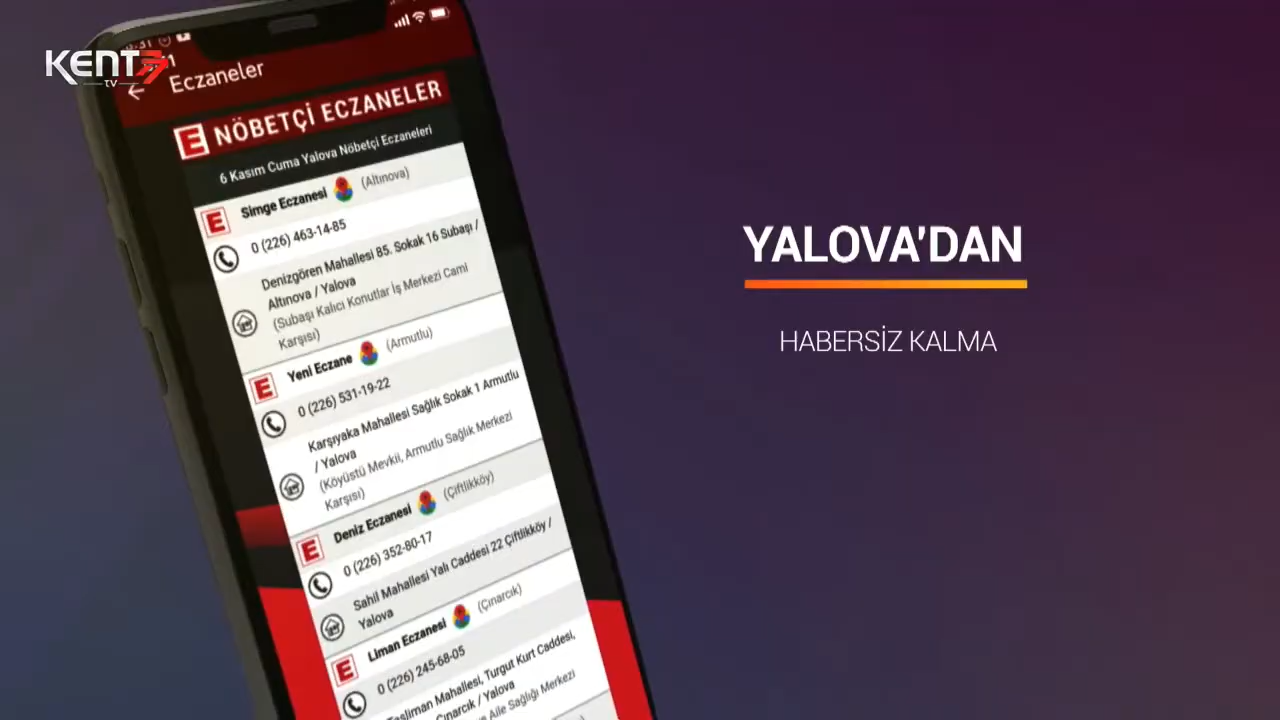 KENT
TV
Eczaneler
E NÖBETÇİ ECZANELER
6 Kasım Cuma Yalova Nöbetçi Eczaneleri
E Simge Eczanesi (Altınova)
0 (226) 463-14-85
Denizgören Mahallesi 85. Sokak 16 Subaşı /
Altınova / Yalova
(Subaşı Kalıcı Konutlar İş Merkezi Cami
Karşısı)
E Yeni Eczane (Armutlu)
0 (226) 531-19-22
Karşıyaka Mahallesi Sağlık Sokak 1 Armutlu
/ Yalova
(Köyüstü Mevkii, Armutlu Sağlık Merkezi
Karşısı)
E Deniz Eczanesi (Çiftlikköy)
0 (226) 352-80-17
Sahil Mahallesi Yalı Caddesi 22 Çiftlikköy /
Yalova
E Liman Eczanesi (Çınarcık)
0 (226) 245-68-05
Taşliman Mahallesi, Turgut Kurt Caddesi,
Çınarcık / Yalova
ve Aile Sağlığı Merkezi
YALOVA'DAN
HABERSİZ KALMA